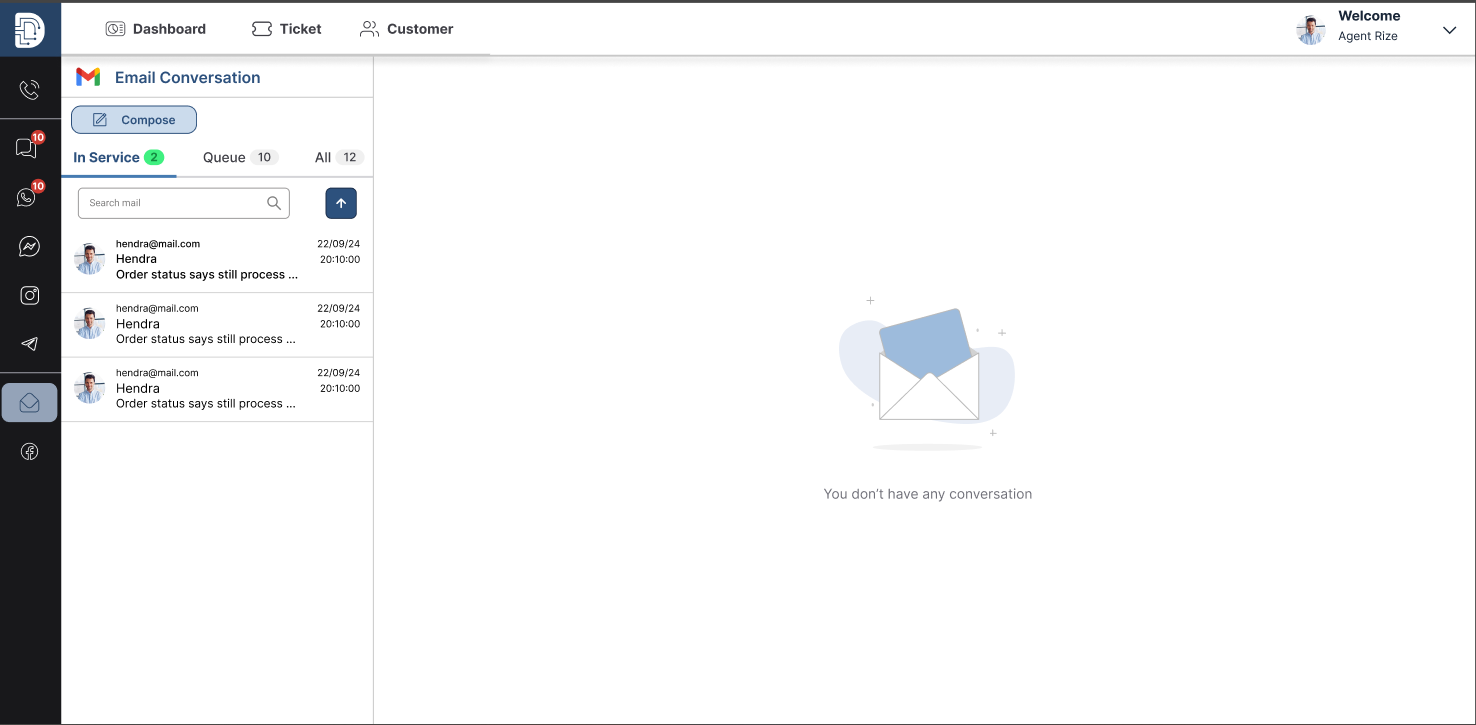 Dashboard
Ticket
Customer
Welcome
Agent Rize
Email Conversation
Compose
10
10
In Service 2
Queue 10
All 12
Search mail
hendra@mail.com 22/09/24
Hendra 20:10:00
Order status says still process ...
hendra@mail.com 22/09/24
Hendra 20:10:00
Order status says still process ...
hendra@mail.com 22/09/24
Hendra 20:10:00
Order status says still process ...
You don't have any conversation